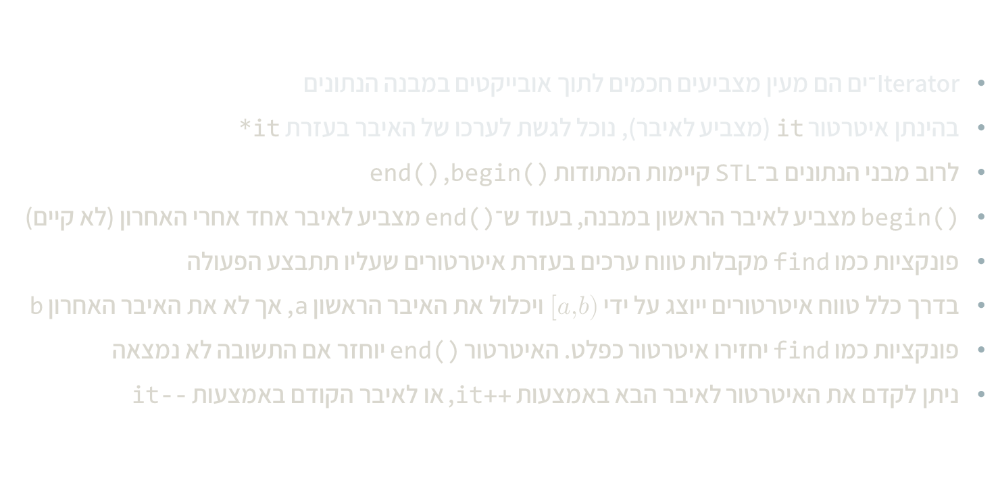 • Iterator־ים הם מעין מצביעים חכמים לתוך אובייקטים במבנה הנתונים
• בהינתן איטרטור it (מצביע לאיבר), נוכל לגשת לערכו של האיבר בעזרת *it
• לרוב מבני הנתונים ב־STL קיימות המתודות begin(), end()
• begin() מצביע לאיבר הראשון במבנה, בעוד ש־end() מצביע לאיבר אחד אחרי האחרון (לא קיים)
• פונקציות כמו find מקבלות טווח ערכים בעזרת איטרטורים שעליו תתבצע הפעולה
• בדרך כלל טווח איטרטורים ייוצג על ידי [a,b) ויכלול את האיבר הראשון a, אך לא את האיבר האחרון b
• פונקציות כמו find יחזירו איטרטור כפלט. האיטרטור end() יוחזר אם התשובה לא נמצאה
• ניתן לקדם את האיטרטור לאיבר הבא באמצעות it++, או לאיבר הקודם באמצעות it--